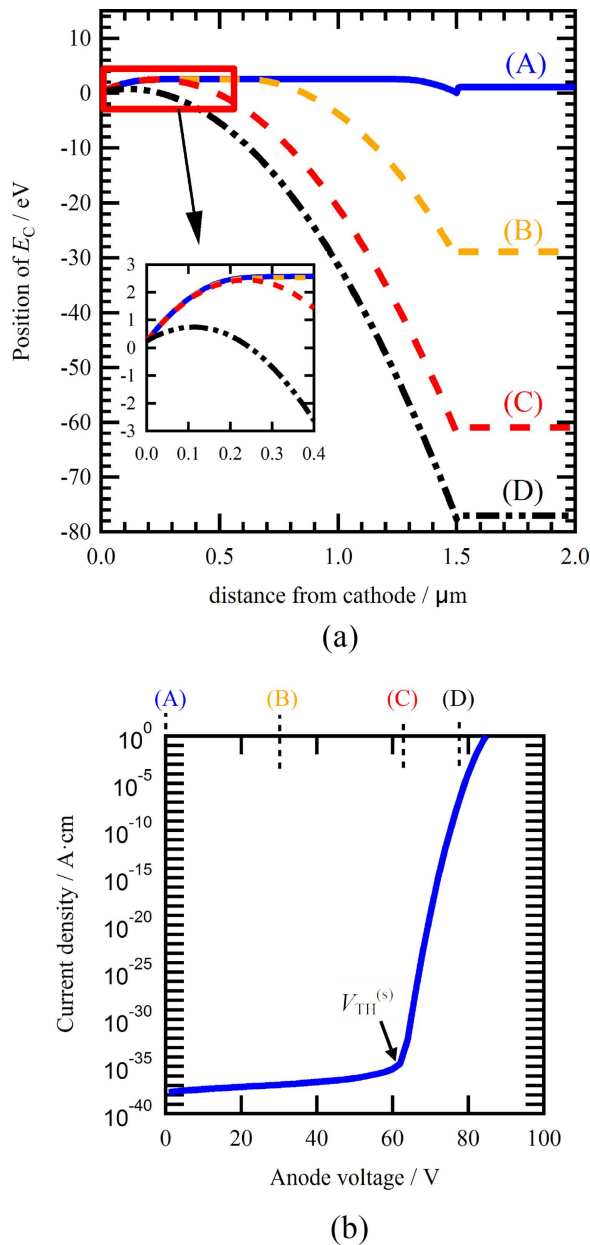 10
0
-10
-20
-30
-40
-50
-60
-70
-80
Position of EC / eV
(A)
(B)
(C)
(D)
3
2
1
0
-1
-2
-3
0.0 0.1 0.2 0.3 0.4
0.0 0.5 1.0 1.5 2.0
distance from cathode / μm
(a)
(A) (B) (C) (D)
10^0
10^-5
10^-10
10^-15
10^-20
10^-25
10^-30
10^-35
10^-40
Current density / A·cm
VTH(s)
0 20 40 60 80 100
Anode voltage / V
(b)